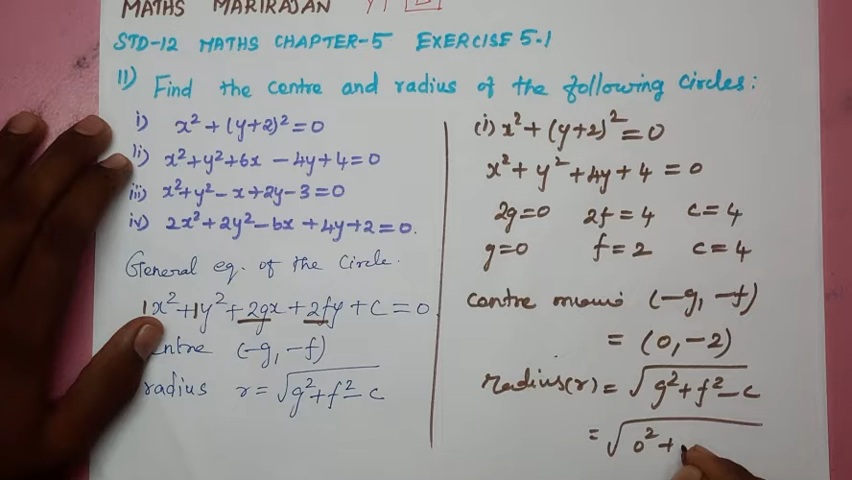 MATHS MARIRAJAN
STD-12 MATHS CHAPTER-5 EXERCISE 5.1
11) Find the centre and radius of the following circles:
i) x² + (y+2)² = 0
ii) x² + y² + 6x - 4y + 4 = 0
iii) x² + y² - x + 2y - 3 = 0
iv) 2x² + 2y² - 6x + 4y + 2 = 0.
General eq. of the Circle.
1x² + 1y² + 2gx + 2fy + C = 0
(-g, -f)
radius r = √g² + f² - c
(i) x² + (y+2)² = 0
x² + y² + 4y + 4 = 0
2g = 0 2f = 4 c = 4
g = 0 f = 2 c = 4
centre (-g, -f)
= (0, -2)
Radius(r) = √g² + f² - c
= √0² +